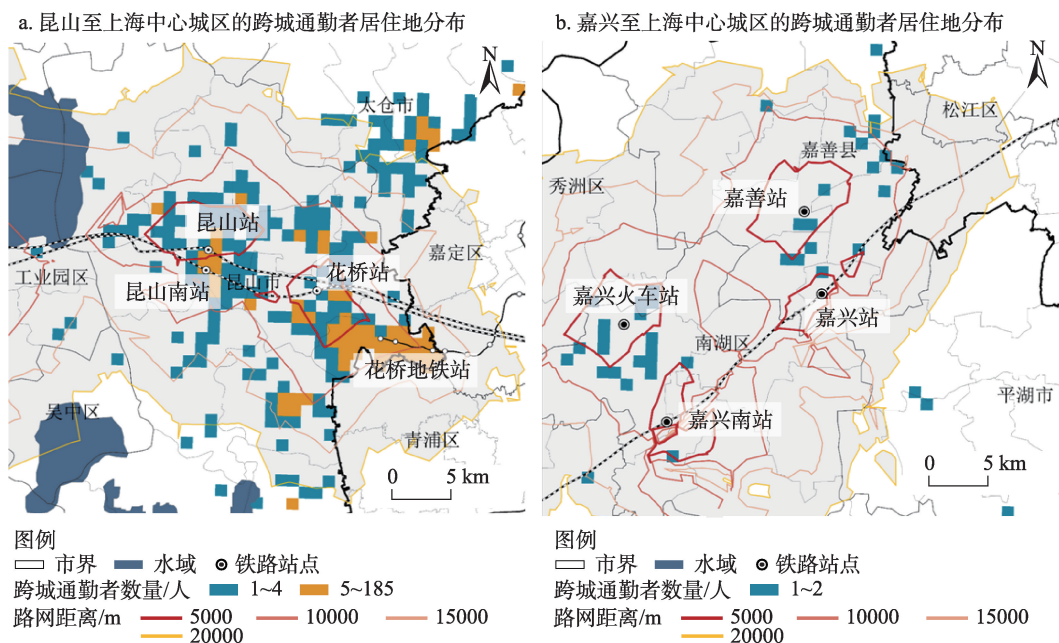 a. 昆山至上海中心城区的跨城通勤者居住地分布
N
太仓市
昆山站
嘉定区
工业园区
昆山南站
昆山市
花桥站
花桥地铁站
吴中区
青浦区
0 5 km
图例
市界 水域 铁路站点
跨城通勤者数量/人 1~4 5~185
路网距离/m 5000 10000 15000
20000
b. 嘉兴至上海中心城区的跨城通勤者居住地分布
N
松江区
嘉善县
秀洲区
嘉善站
嘉兴火车站
嘉兴站
南湖区
平湖市
嘉兴南站
0 5 km
图例
市界 水域 铁路站点
跨城通勤者数量/人 1~2
路网距离/m 5000 10000 15000
20000